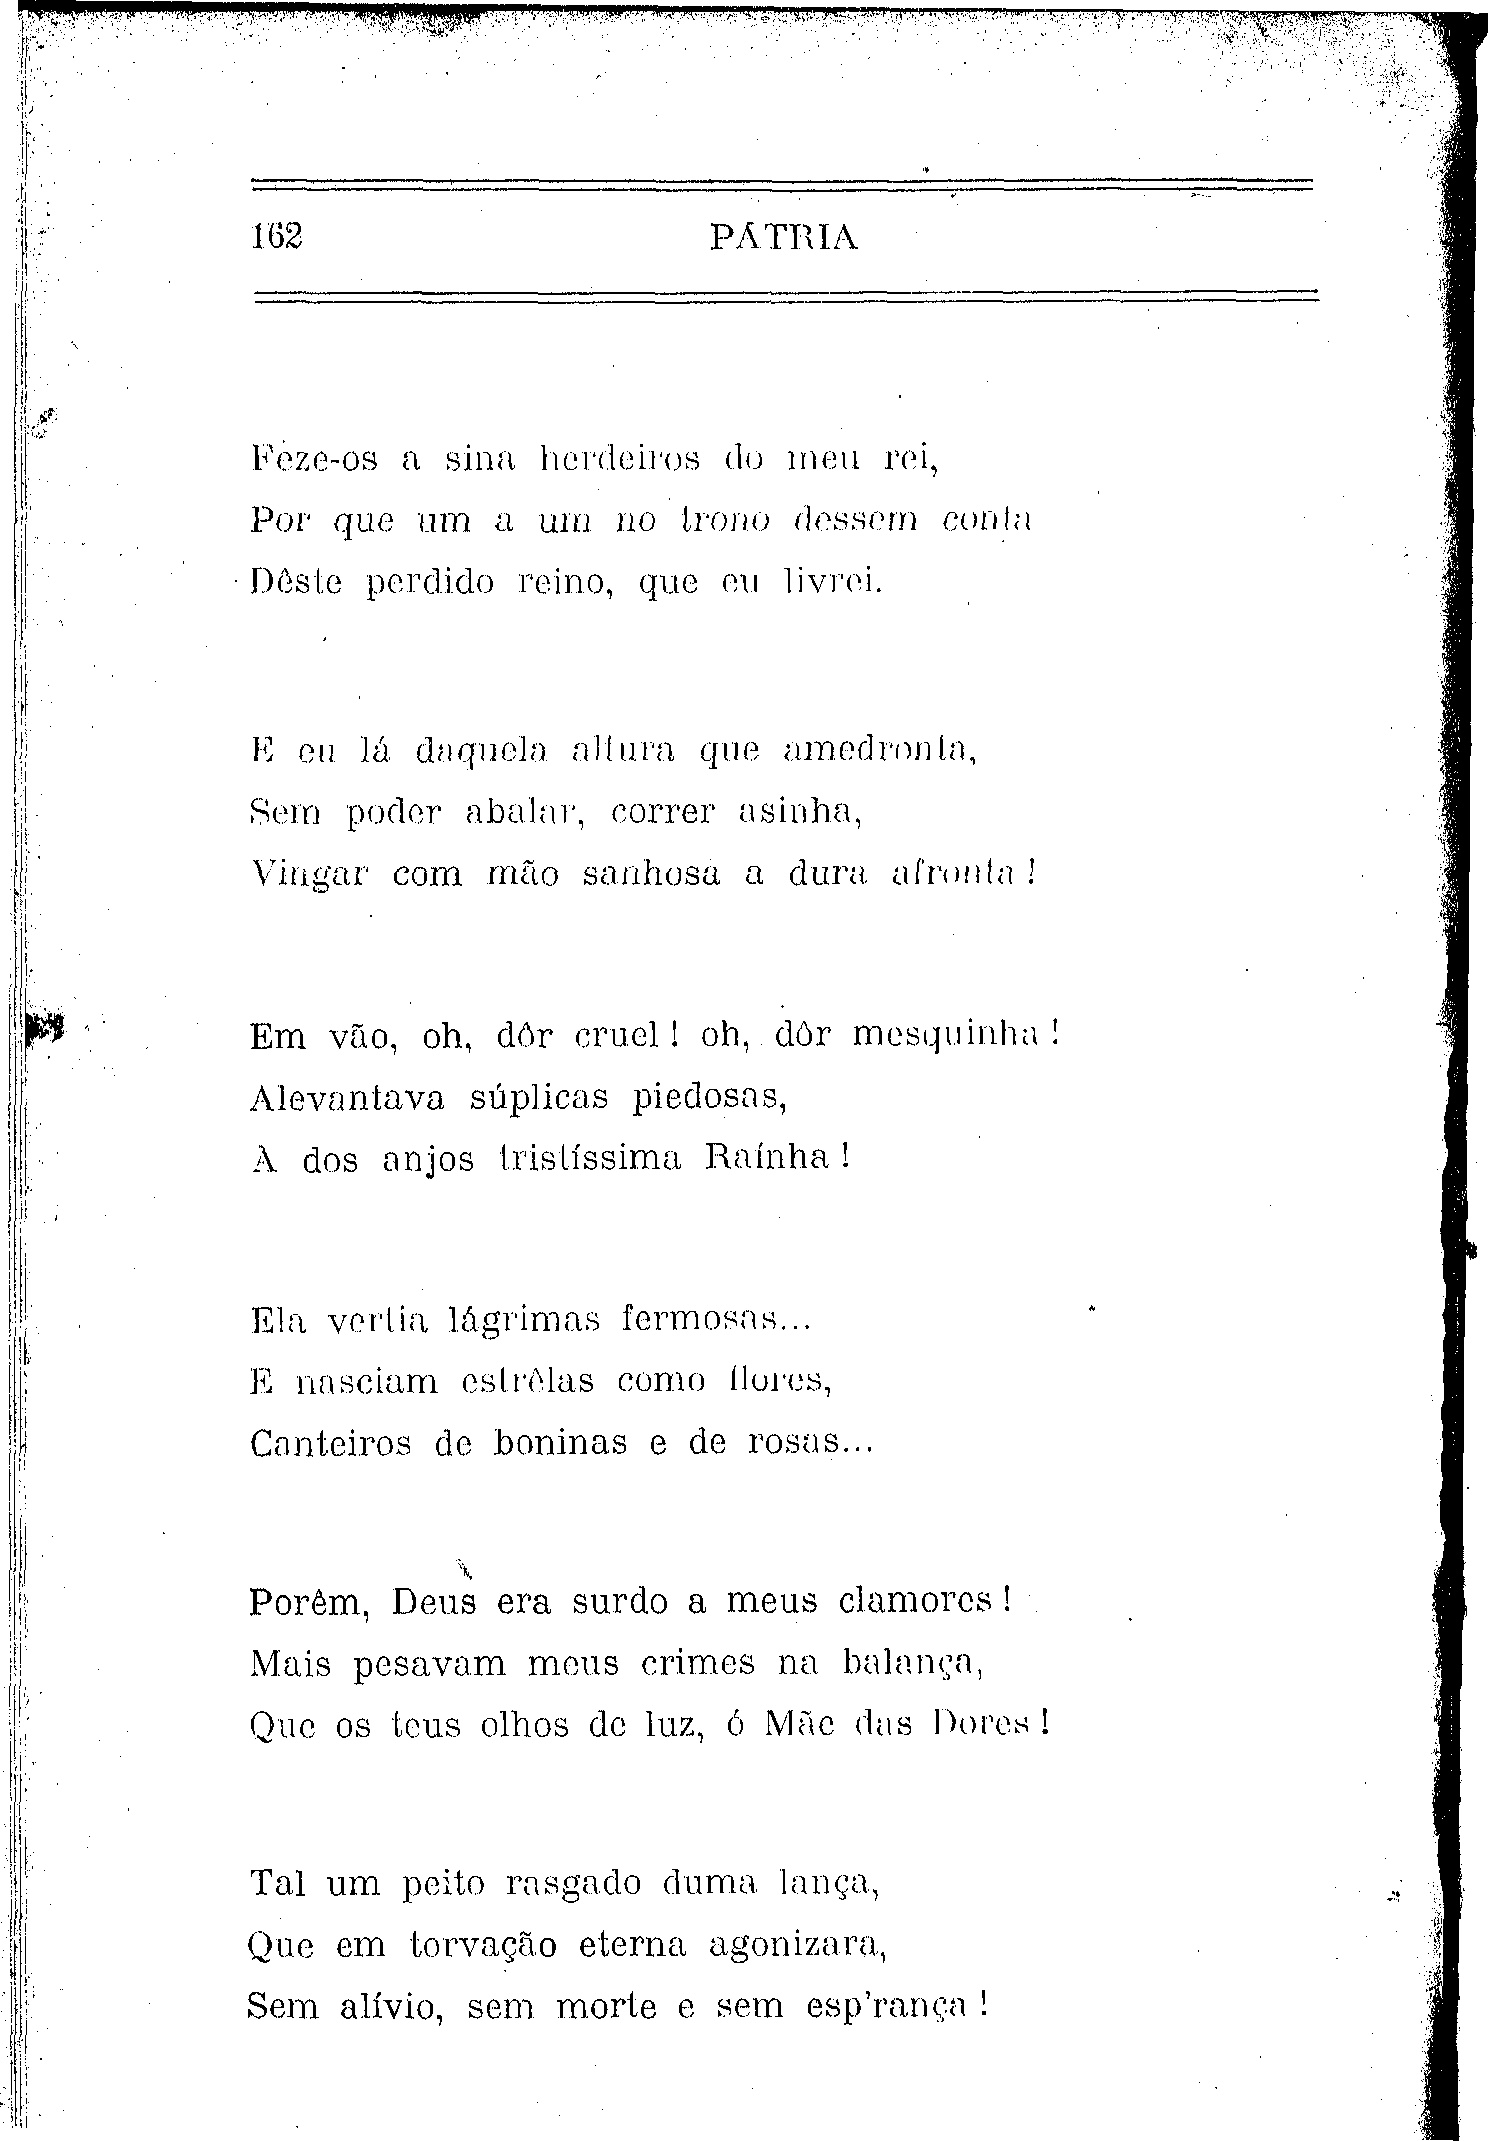 162 PÁTRIA
Fêze-os a sina herdeiros do meu rei,
Por que um a um no trono dessem conta
Dêste perdido reino, que eu livrei.
E eu lá daquela altura que amedronta,
Sem poder abalar, correr asinha,
Vingar com mão sanhosa a dura afronta!
Em vão, oh, dôr cruel! oh, dôr mesquinha!
Alevantava súplicas piedosas,
A dos anjos tristíssima Raínha!
Ela vertia lágrimas fermosas...
E nasciam estrêlas como flores,
Canteiros de boninas e de rosas...
Porêm, Deus era surdo a meus clamores!
Mais pesavam meus crimes na balança,
Que os teus olhos de luz, ó Mãe das Dores!
Tal um peito rasgado duma lança,
Que em torvação eterna agonizara,
Sem alívio, sem morte e sem esp'rança!